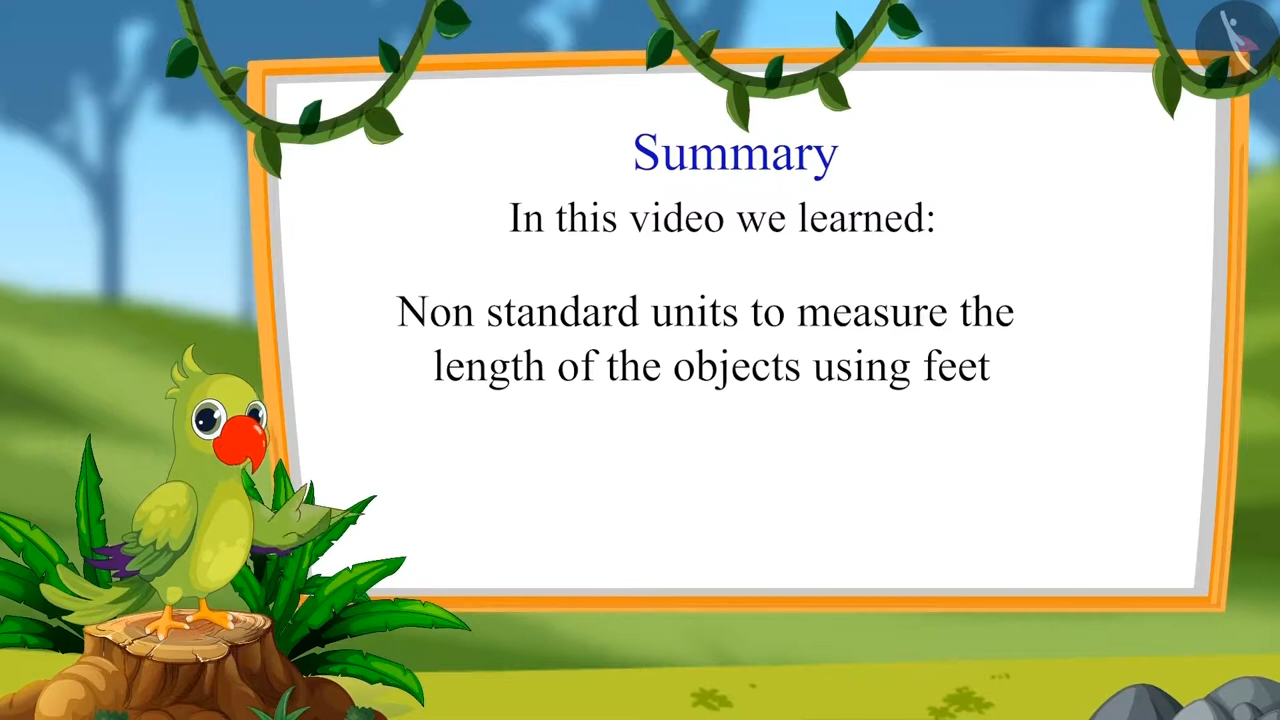 Summary
In this video we learned:
Non standard units to measure the
length of the objects using feet